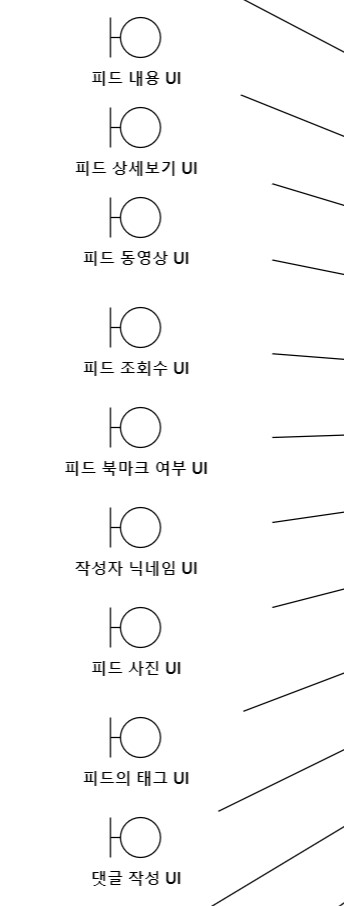 피드 내용 UI
피드 상세보기 UI
피드 동영상 UI
피드 조회수 UI
피드 북마크 여부 UI
작성자 닉네임 UI
피드 사진 UI
피드의 태그 UI
댓글 작성 UI